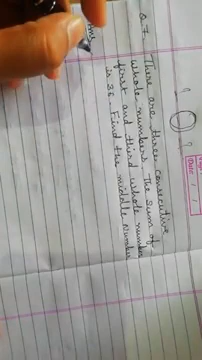 Q.7. There are three consecutive
whole numbers. The sum of
first and third whole number
is 36. Find the middle number